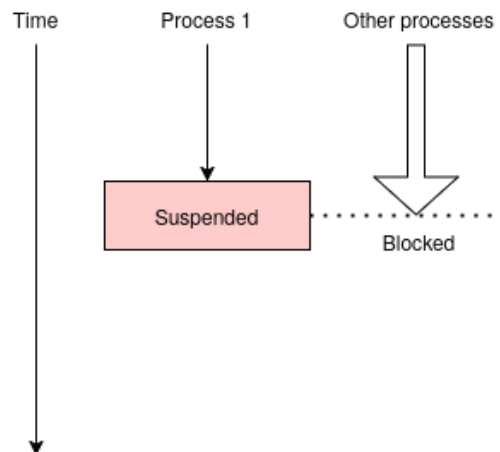 Time
Process 1
Other processes
Suspended
Blocked